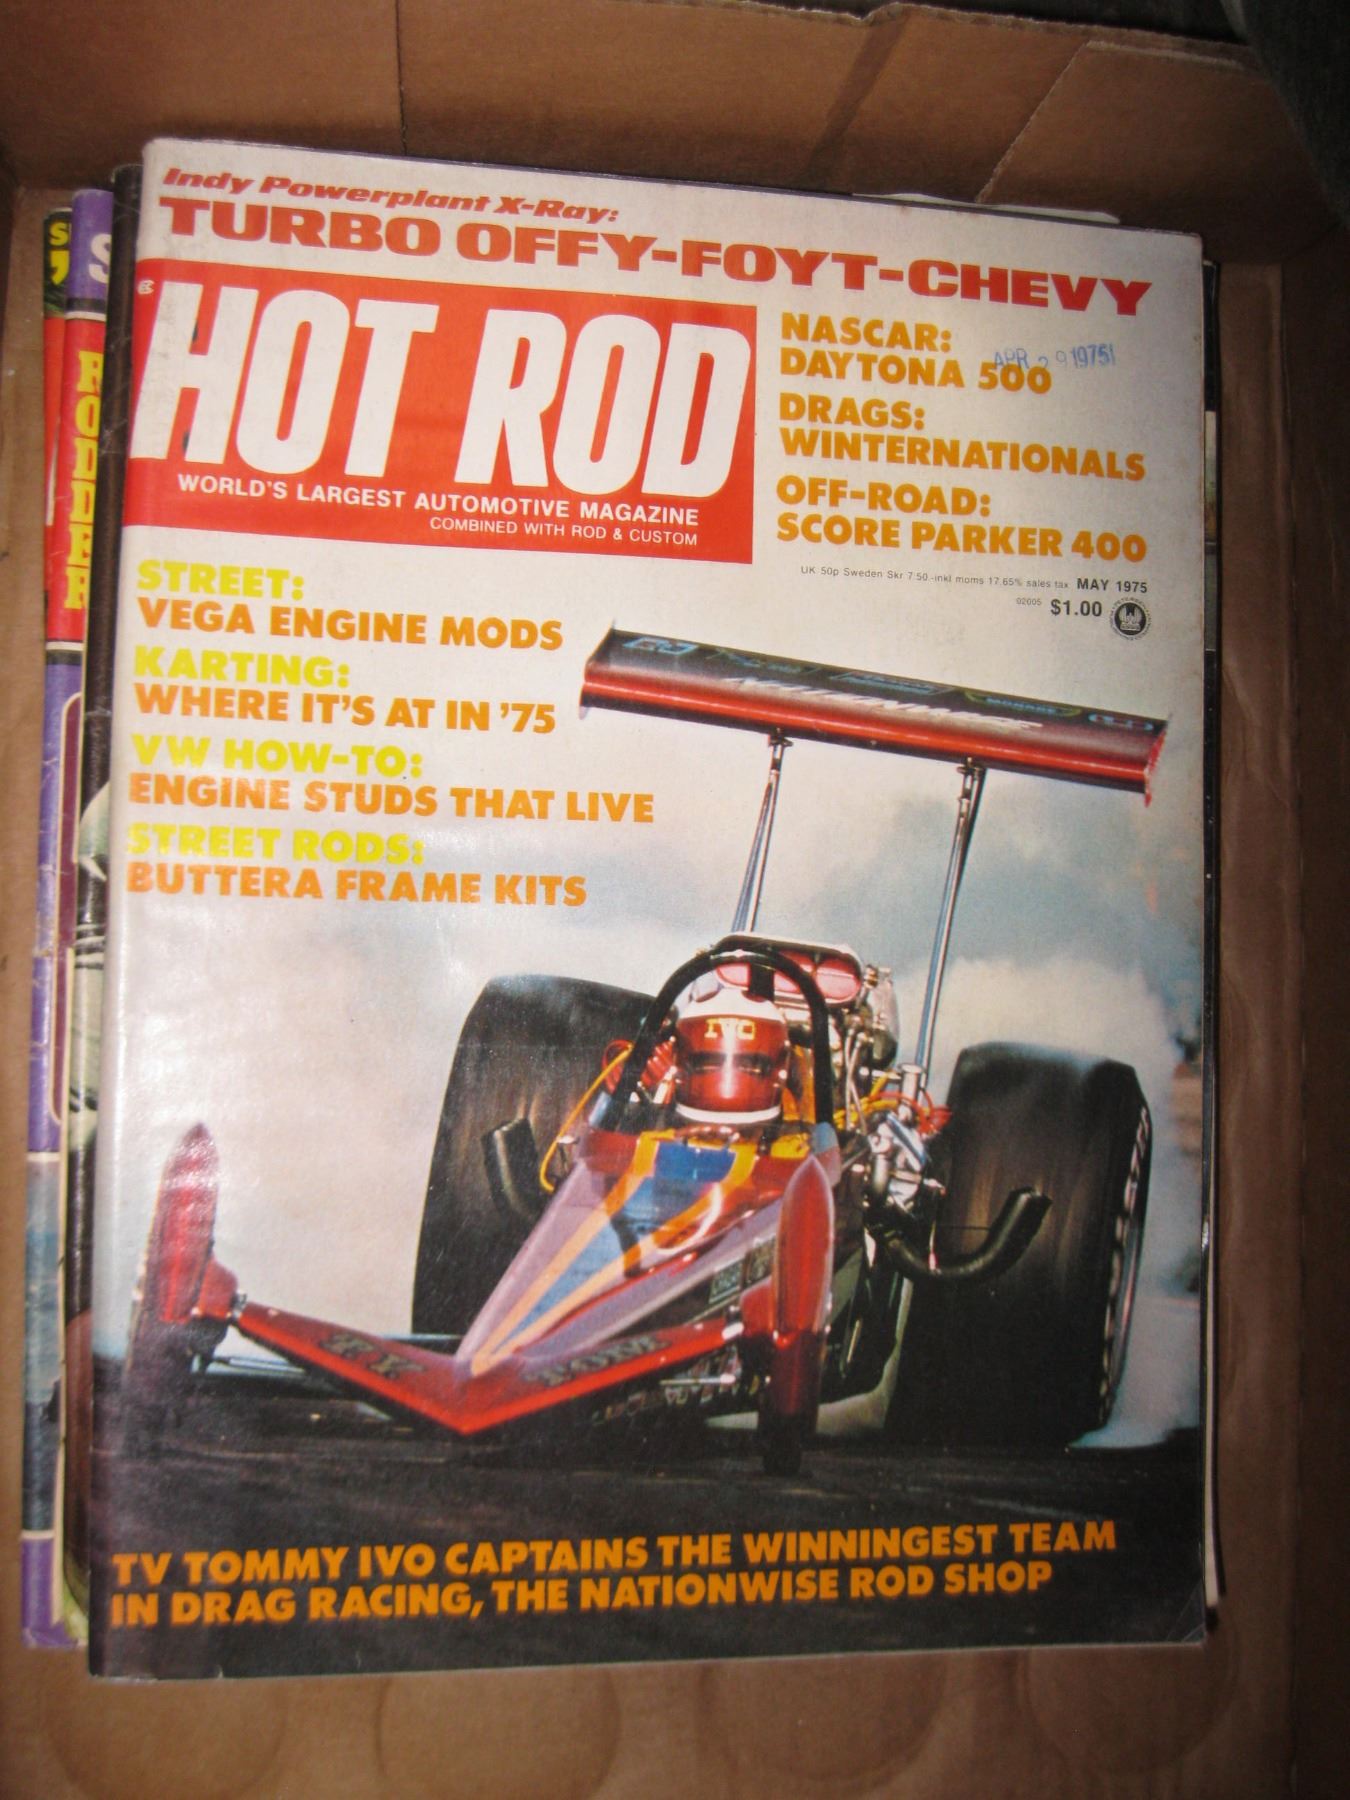 Indy Powerplant X-Ray:
TURBO OFFY-FOYT-CHEVY
HOT ROD
WORLD'S LARGEST AUTOMOTIVE MAGAZINE
COMBINED WITH ROD & CUSTOM
NASCAR:
DAYTONA 500
APR 29 1975
DRAGS:
WINTERNATIONALS
OFF-ROAD:
SCORE PARKER 400
UK 50p Sweden Skr 7.50-inkl moms 17.65% sales tax MAY 1975
02005 $1.00
STREET:
VEGA ENGINE MODS
KARTING:
WHERE IT'S AT IN '75
VW HOW-TO:
ENGINE STUDS THAT LIVE
STREET RODS:
BUTTERA FRAME KITS
IVO
TV TOM
TV TOMMY IVO CAPTAINS THE WINNINGEST TEAM
IN DRAG RACING, THE NATIONWISE ROD SHOP
S
RODDER